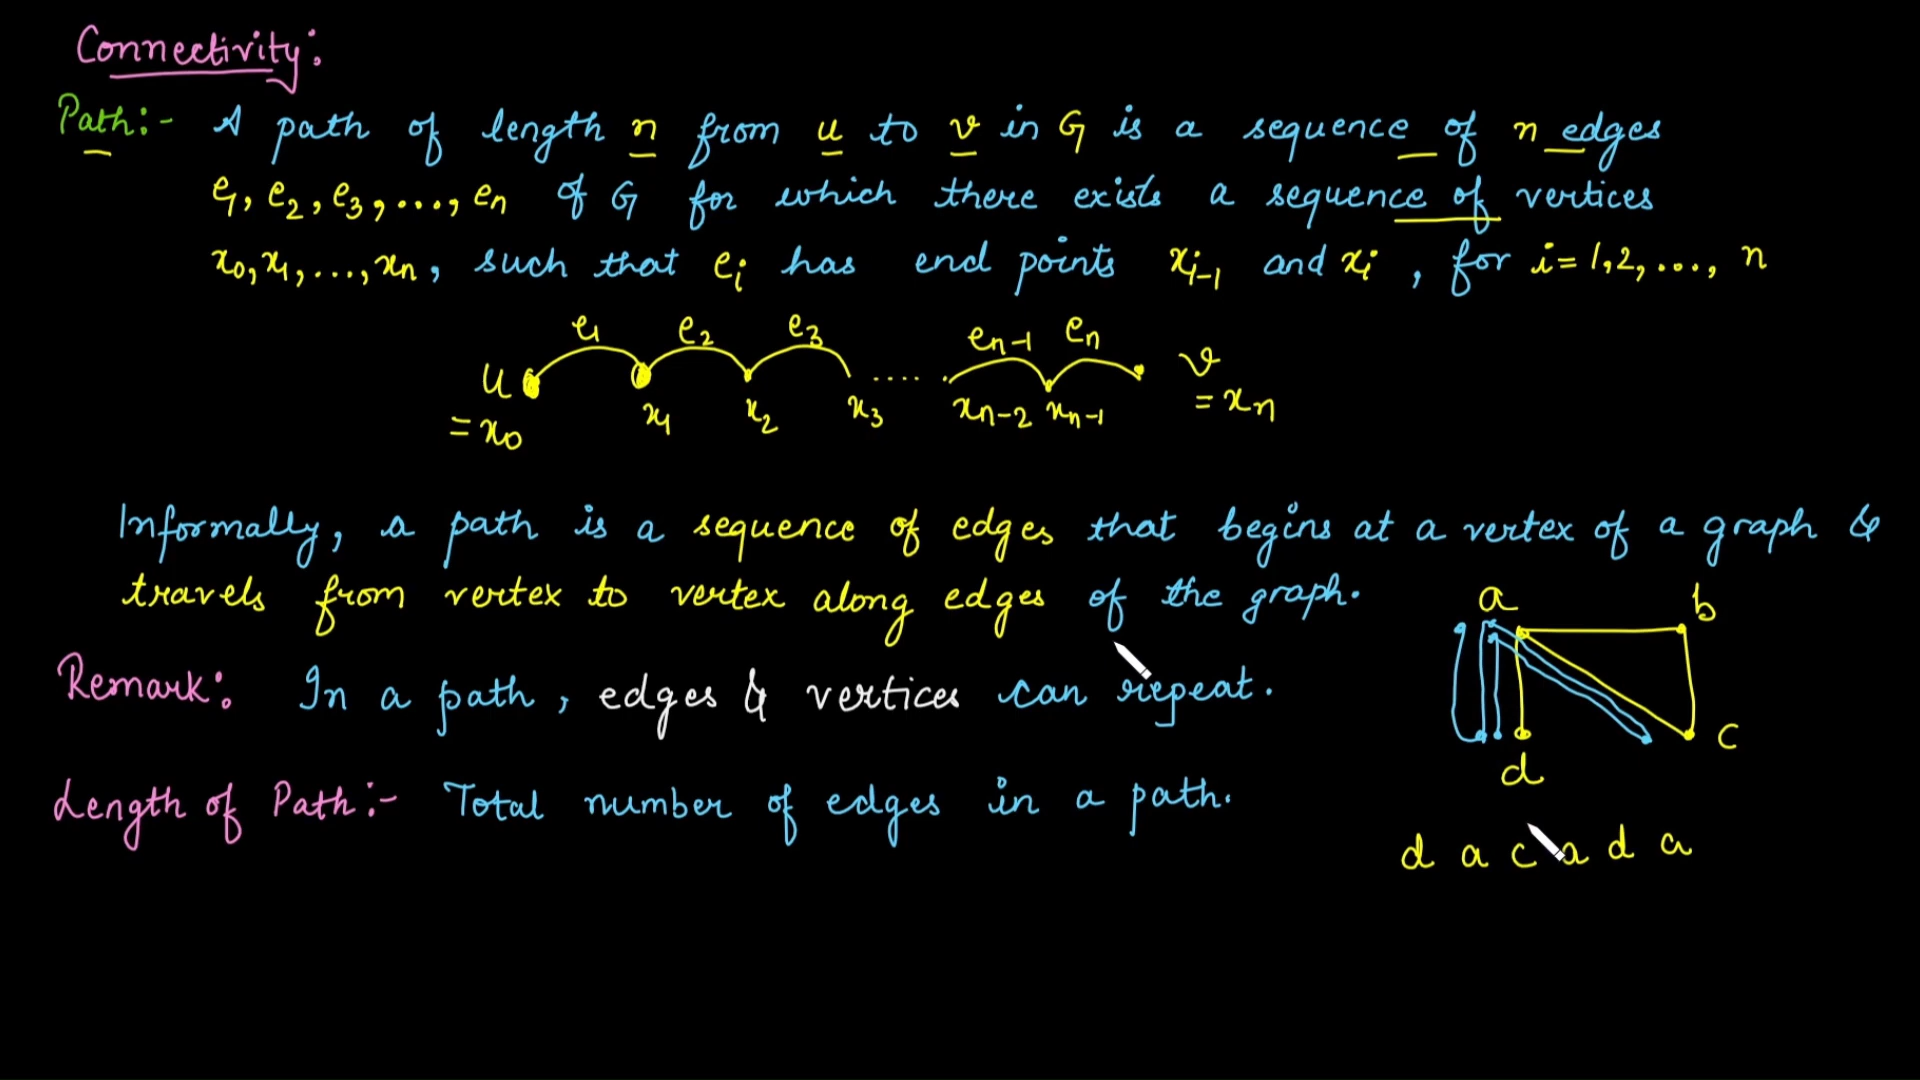 Connectivity:
Path:- A path of length n from u to v in G is a sequence of n edges
e1, e2, e3, ..., en of G for which there exists a sequence of vertices
x0, x1, ..., xn, such that ei has end points xi-1 and xi, for i = 1, 2, ..., n
e1 e2 e3 en-1 en
u .... v
= x0 x1 x2 x3 xn-2 xn-1 = xn
Informally, a path is a sequence of edges that begins at a vertex of a graph &
travels from vertex to vertex along edges of the graph.
a b
Remark: In a path, edges & vertices can repeat.
c
d
Length of Path:- Total number of edges in a path.
d a c a d a